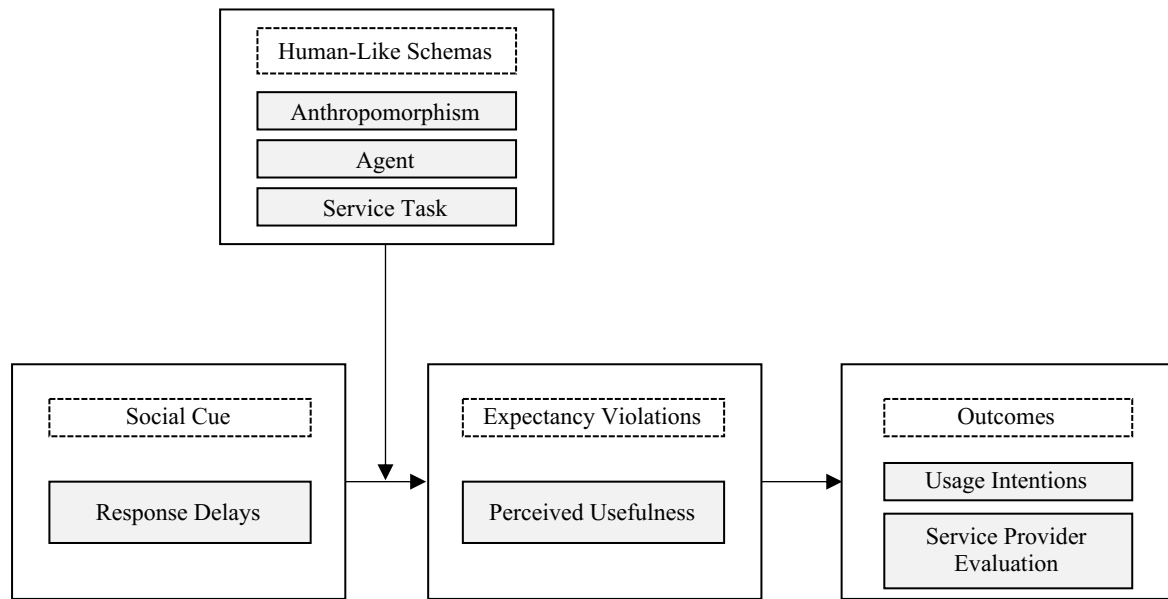 Human-Like Schemas
Anthropomorphism
Agent
Service Task
Social Cue
Response Delays
Expectancy Violations
Perceived Usefulness
Outcomes
Usage Intentions
Service Provider
Evaluation